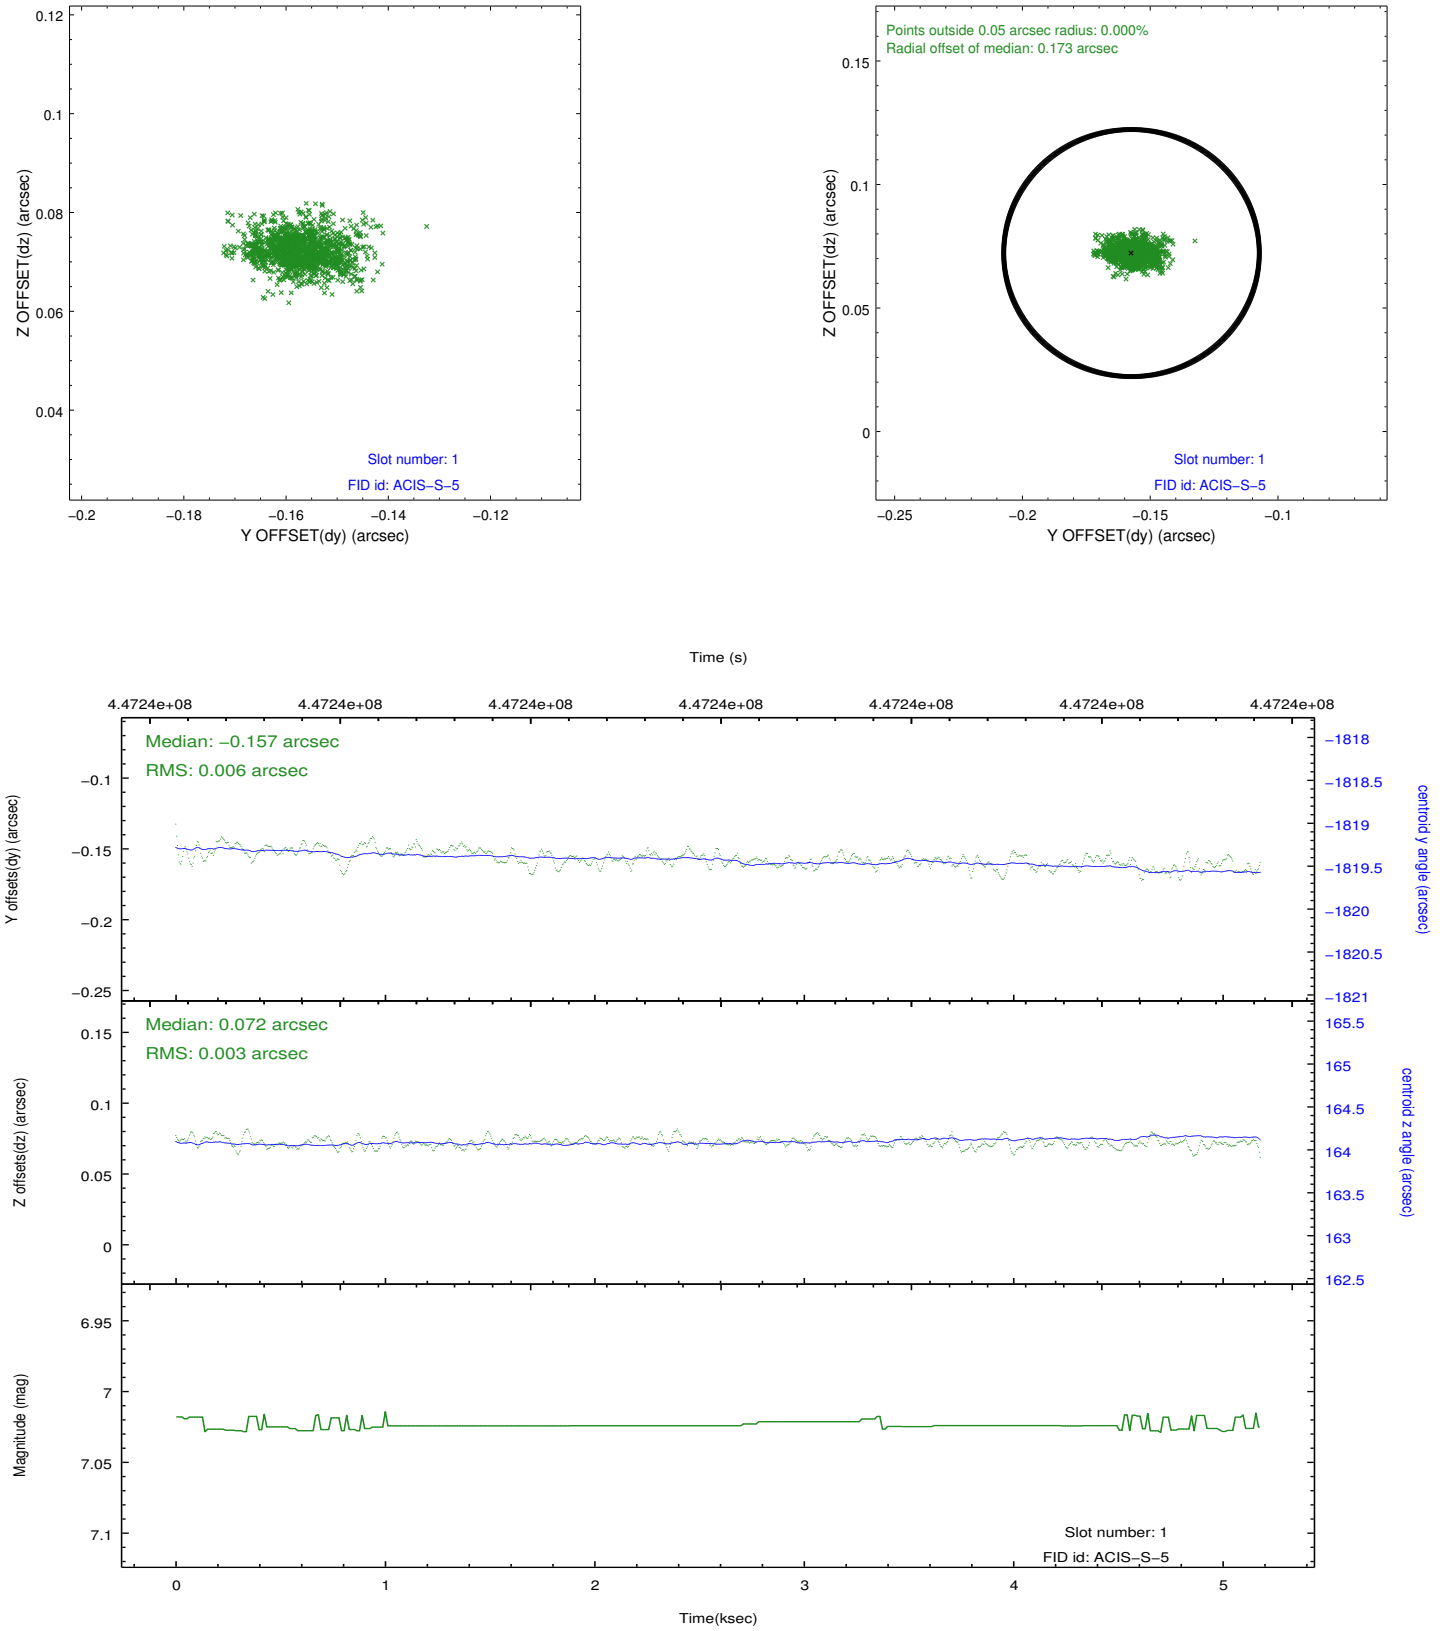 0.12
0.1
0.08
0.06
0.04
Z OFFSET(dz) (arcsec)
Slot number: 1
FID id: ACIS−S−5
−0.2 −0.18 −0.16 −0.14 −0.12
Y OFFSET(dy) (arcsec)
Points outside 0.05 arcsec radius: 0.000%
Radial offset of median: 0.173 arcsec
0.15
0.1
0.05
0
Z OFFSET(dz) (arcsec)
Slot number: 1
FID id: ACIS−S−5
−0.25 −0.2 −0.15 −0.1
Y OFFSET(dy) (arcsec)
Time (s)
4.4724e+08 4.4724e+08 4.4724e+08 4.4724e+08 4.4724e+08 4.4724e+08 4.4724e+08
Median: −0.157 arcsec
RMS: 0.006 arcsec
−0.1
−0.15
−0.2
−0.25
Y offsets(dy) (arcsec)
−1818
−1818.5
−1819
−1819.5
−1820
−1820.5
−1821
centroid y angle (arcsec)
Median: 0.072 arcsec
RMS: 0.003 arcsec
0.15
0.1
0.05
0
Z offsets(dz) (arcsec)
165.5
165
164.5
164
163.5
163
162.5
centroid z angle (arcsec)
6.95
7
7.05
7.1
Magnitude (mag)
Slot number: 1
FID id: ACIS−S−5
0 1 2 3 4 5
Time(ksec)